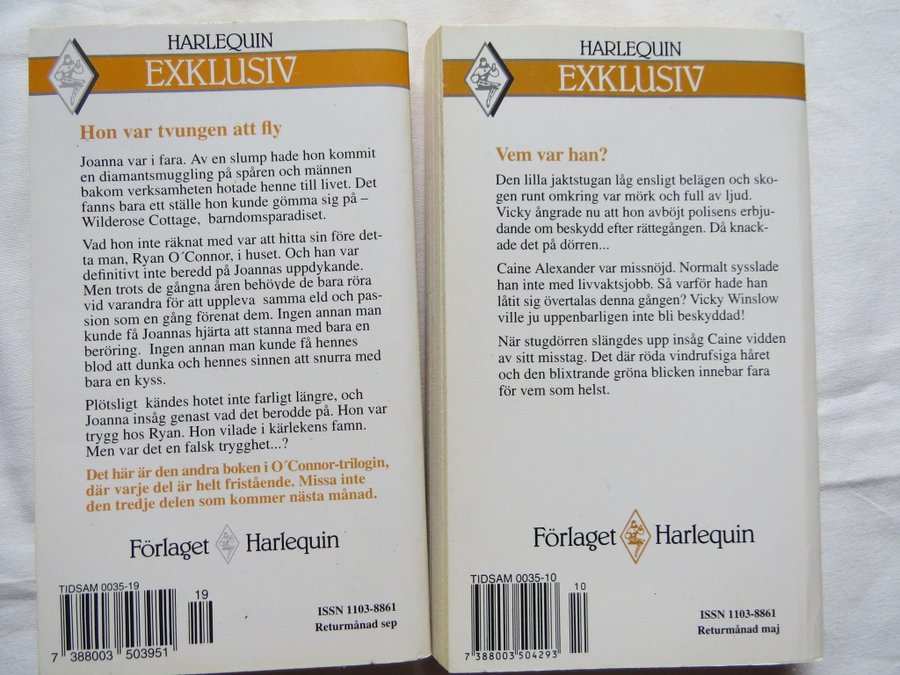 HARLEQUIN
EXKLUSIV
Hon var tvungen att fly
Joanna var i fara. Av en slump hade hon kommit
en diamantsmuggling på spåren och männen
bakom verksamheten hotade henne till livet. Det
fanns bara ett ställe hon kunde gömma sig på –
Wilderose Cottage, barndomsparadiset.
Vad hon inte räknat med var att hitta sin före det-
ta man, Ryan O´Connor, i huset. Och han var
definitivt inte beredd på Joannas uppdykande.
Men trots de gångna åren behövde de bara röra
vid varandra för att uppleva samma eld och pas-
sion som en gång förenat dem. Ingen annan man
kunde få Joannas hjärta att stanna med bara en
beröring. Ingen annan man kunde få hennes
blod att dunka och hennes sinnen att snurra med
bara en kyss.
Plötsligt kändes hotet inte farligt längre, och
Joanna insåg genast vad det berodde på. Hon var
trygg hos Ryan. Hon vilade i kärlekens famn.
Men var det en falsk trygghet...?
Det här är den andra boken i O´Connor-trilogin,
där varje del är helt fristående. Missa inte
den tredje delen som kommer nästa månad.
Förlaget Harlequin
TIDSAM 0035-19
19
7 388003 503951
ISSN 1103-8861
Returmånad sep
HARLEQUIN
EXKLUSIV
Vem var han?
Den lilla jaktstugan låg ensligt belägen och sko-
gen runt omkring var mörk och full av ljud.
Vicky ångrade nu att hon avböjt polisens erbju-
dande om beskydd efter rättegången. Då knack-
ade det på dörren...
Caine Alexander var missnöjd. Normalt sysslade
han inte med livvaktsjobb. Så varför hade han
låtit sig övertalas denna gången? Vicky Winslow
ville ju uppenbarligen inte bli beskyddad!
När stugdörren slängdes upp insåg Caine vidden
av sitt misstag. Det där röda vindrufsiga håret
och den blixtrande gröna blicken innebar fara
för vem som helst.
Förlaget Harlequin
TIDSAM 0035-10
10
7 388003 504293
ISSN 1103-8861
Returmånad maj